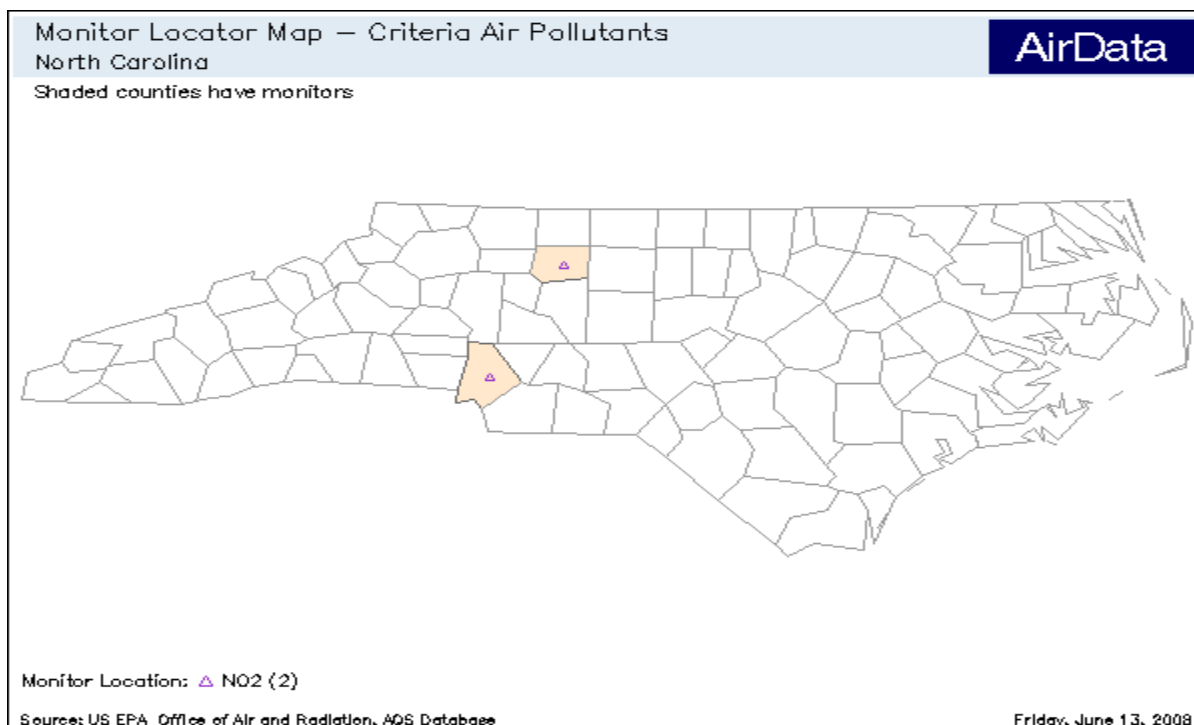 Monitor Locator Map – Criteria Air Pollutants
North Carolina
AirData
Shaded counties have monitors
Monitor Location: △ NO2 (2)
Source: US EPA Office of Air and Radiation, AQS Database
Friday, June 13, 2008